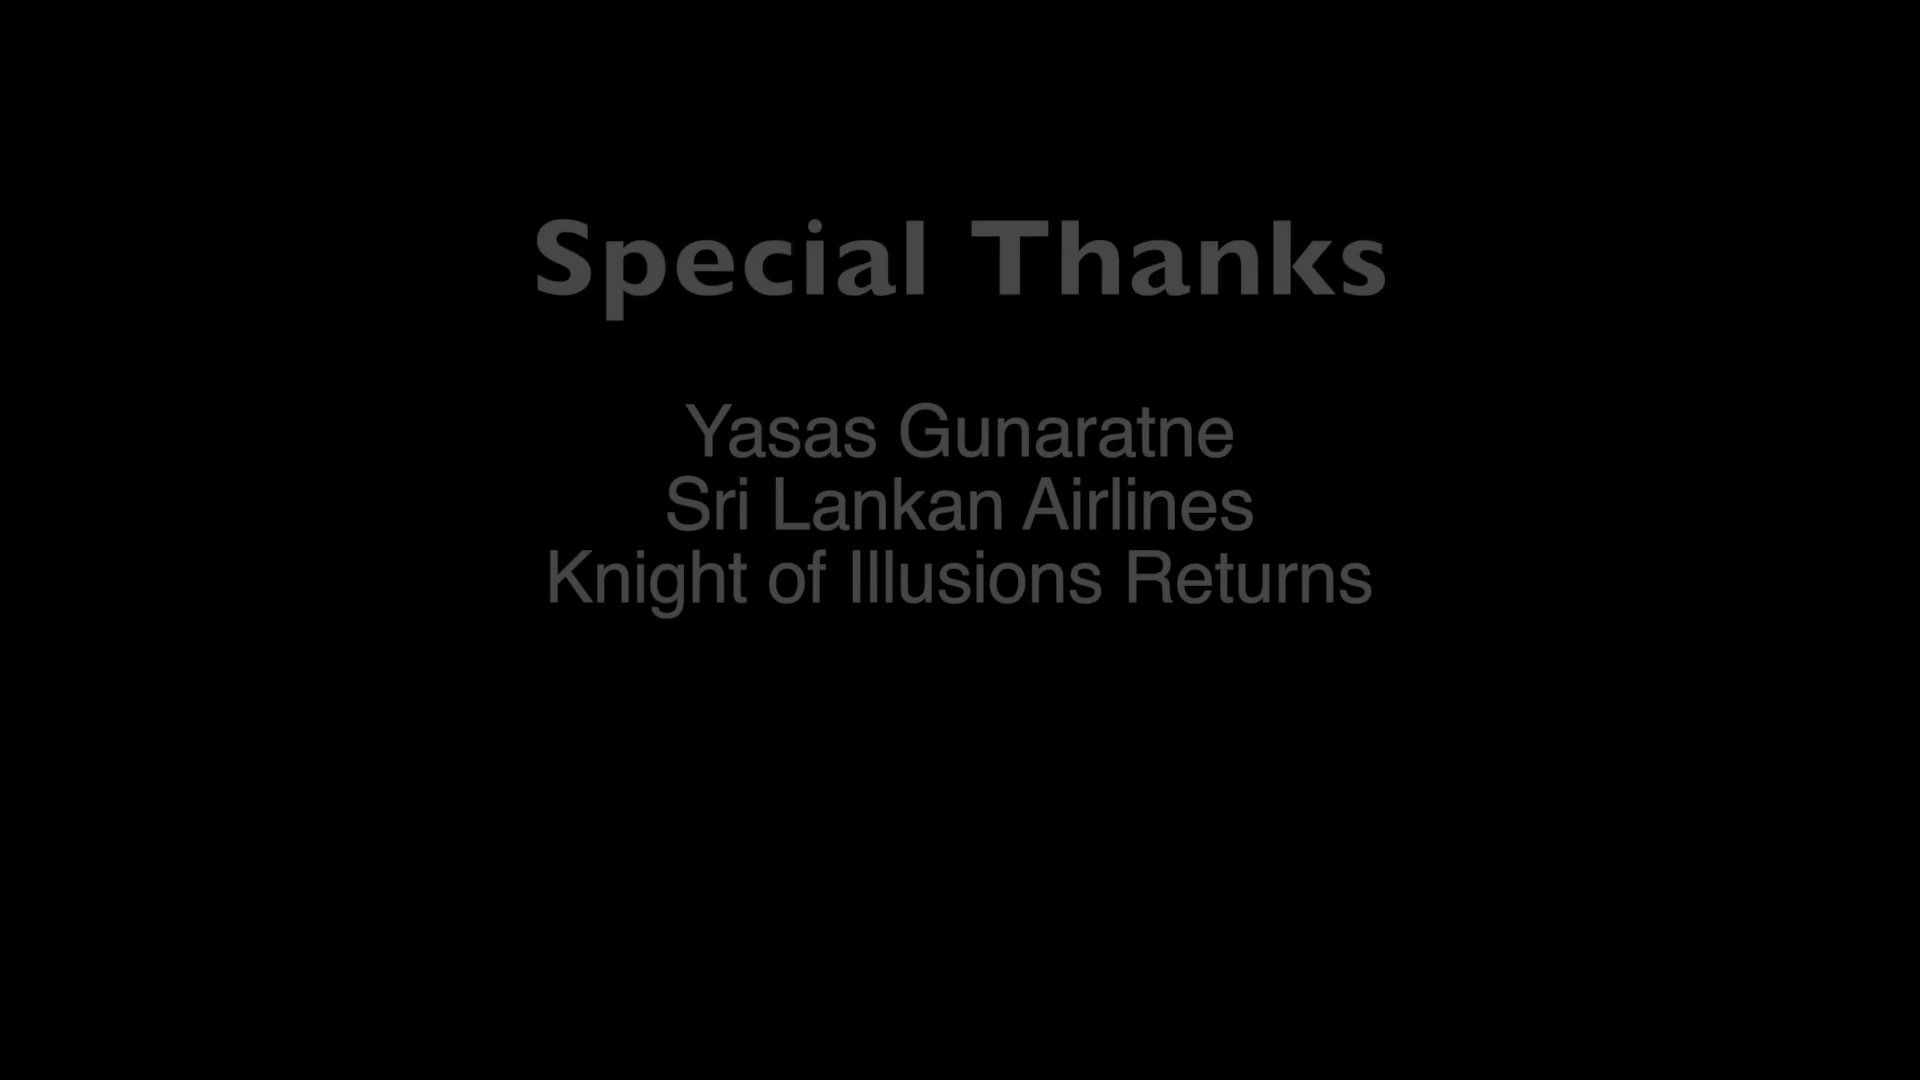 Special Thanks
Yasas Gunaratne
Sri Lankan Airlines
Knight of Illusions Returns